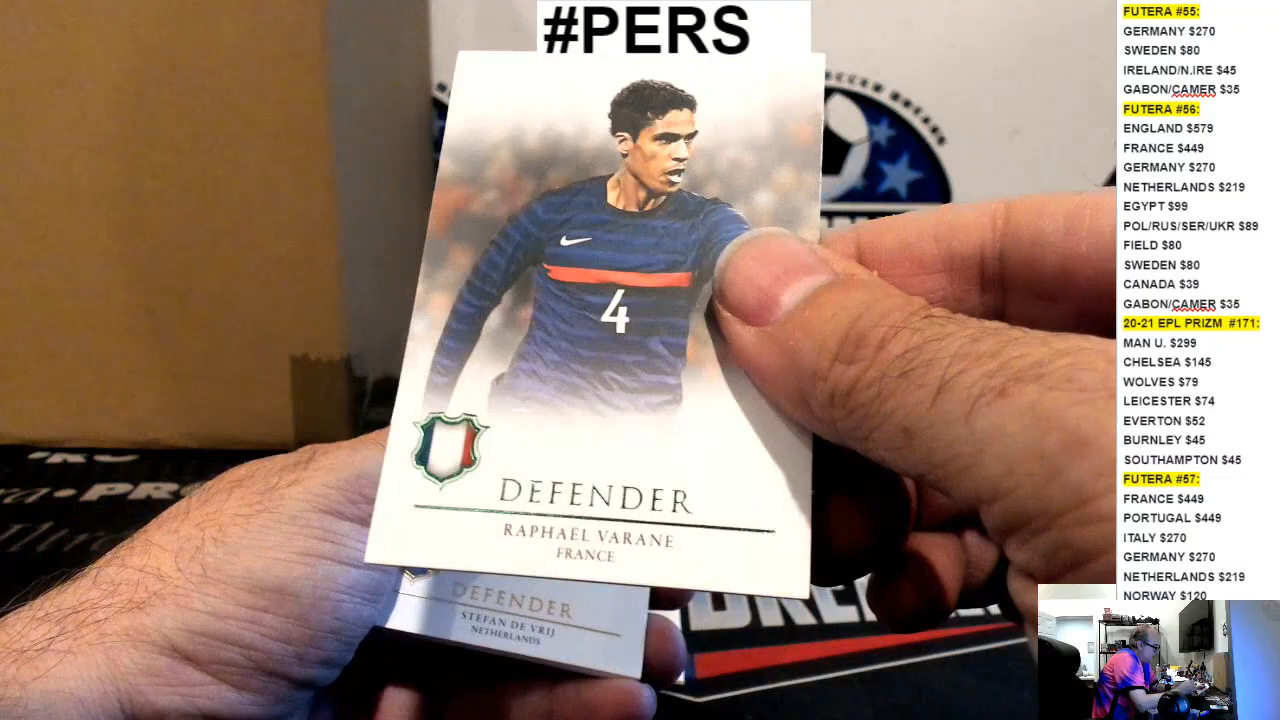 #PERS
4
DEFENDER
RAPHAËL VARANE
FRANCE
DEFENDER
STEFAN DE VRIJ
NETHERLANDS
FUTERA #55:
GERMANY $270
SWEDEN $80
IRELAND/N.IRE $45
GABON/CAMER $35
FUTERA #56:
ENGLAND $579
FRANCE $449
GERMANY $270
NETHERLANDS $219
EGYPT $99
POL/RUS/SER/UKR $89
FIELD $80
SWEDEN $80
CANADA $39
GABON/CAMER $35
20-21 EPL PRIZM #171:
MAN U. $299
CHELSEA $145
WOLVES $79
LEICESTER $74
EVERTON $52
BURNLEY $45
SOUTHAMPTON $45
FUTERA #57:
FRANCE $449
PORTUGAL $449
ITALY $270
GERMANY $270
NETHERLANDS $219
NORWAY $120